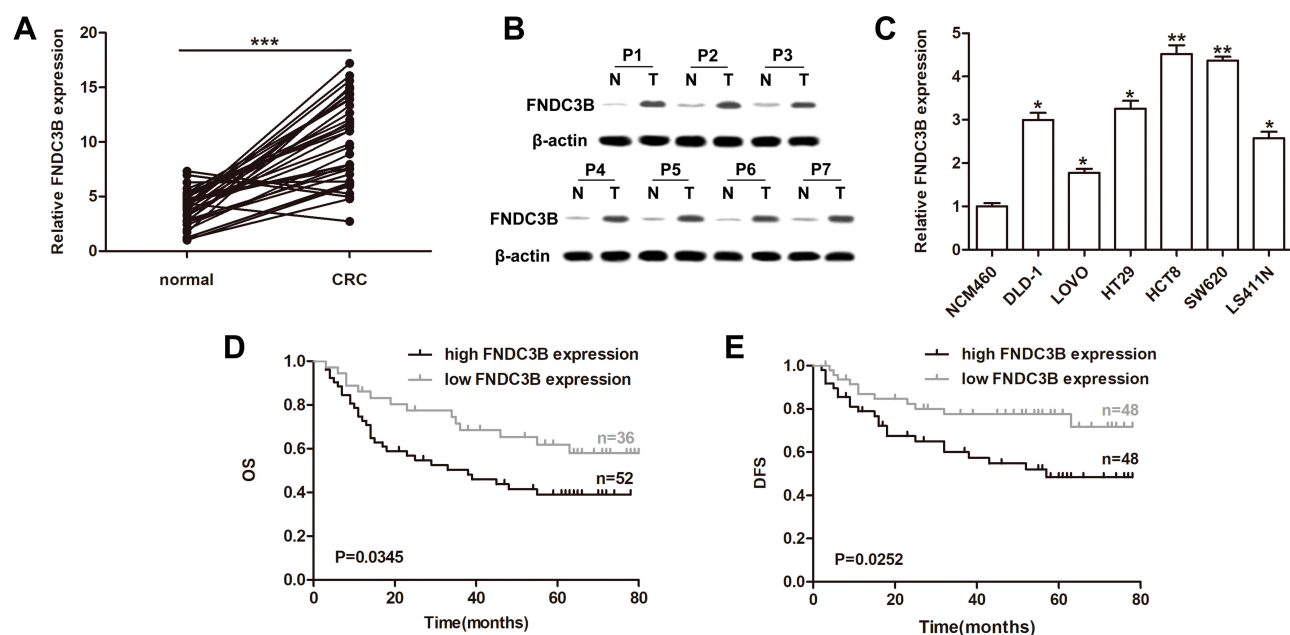 A
Relative FNDC3B expression
20
15
10
5
0
***
normal CRC
B
P1 P2 P3
N T N T N T
FNDC3B
β-actin
P4 P5 P6 P7
N T N T N T N T
FNDC3B
β-actin
C
Relative FNDC3B expression
5
4
3
2
1
0
* * * ** ** *
NCM460 DLD-1 LOVO HT29 HCT8 SW620 LS411N
D
high FNDC3B expression
low FNDC3B expression
OS
1.0
0.8
0.6
0.4
0.2
0.0
n=36
n=52
P=0.0345
0 20 40 60 80
Time(months)
E
high FNDC3B expression
low FNDC3B expression
DFS
1.0
0.8
0.6
0.4
0.2
0.0
n=48
n=48
P=0.0252
0 20 40 60 80
Time(months)